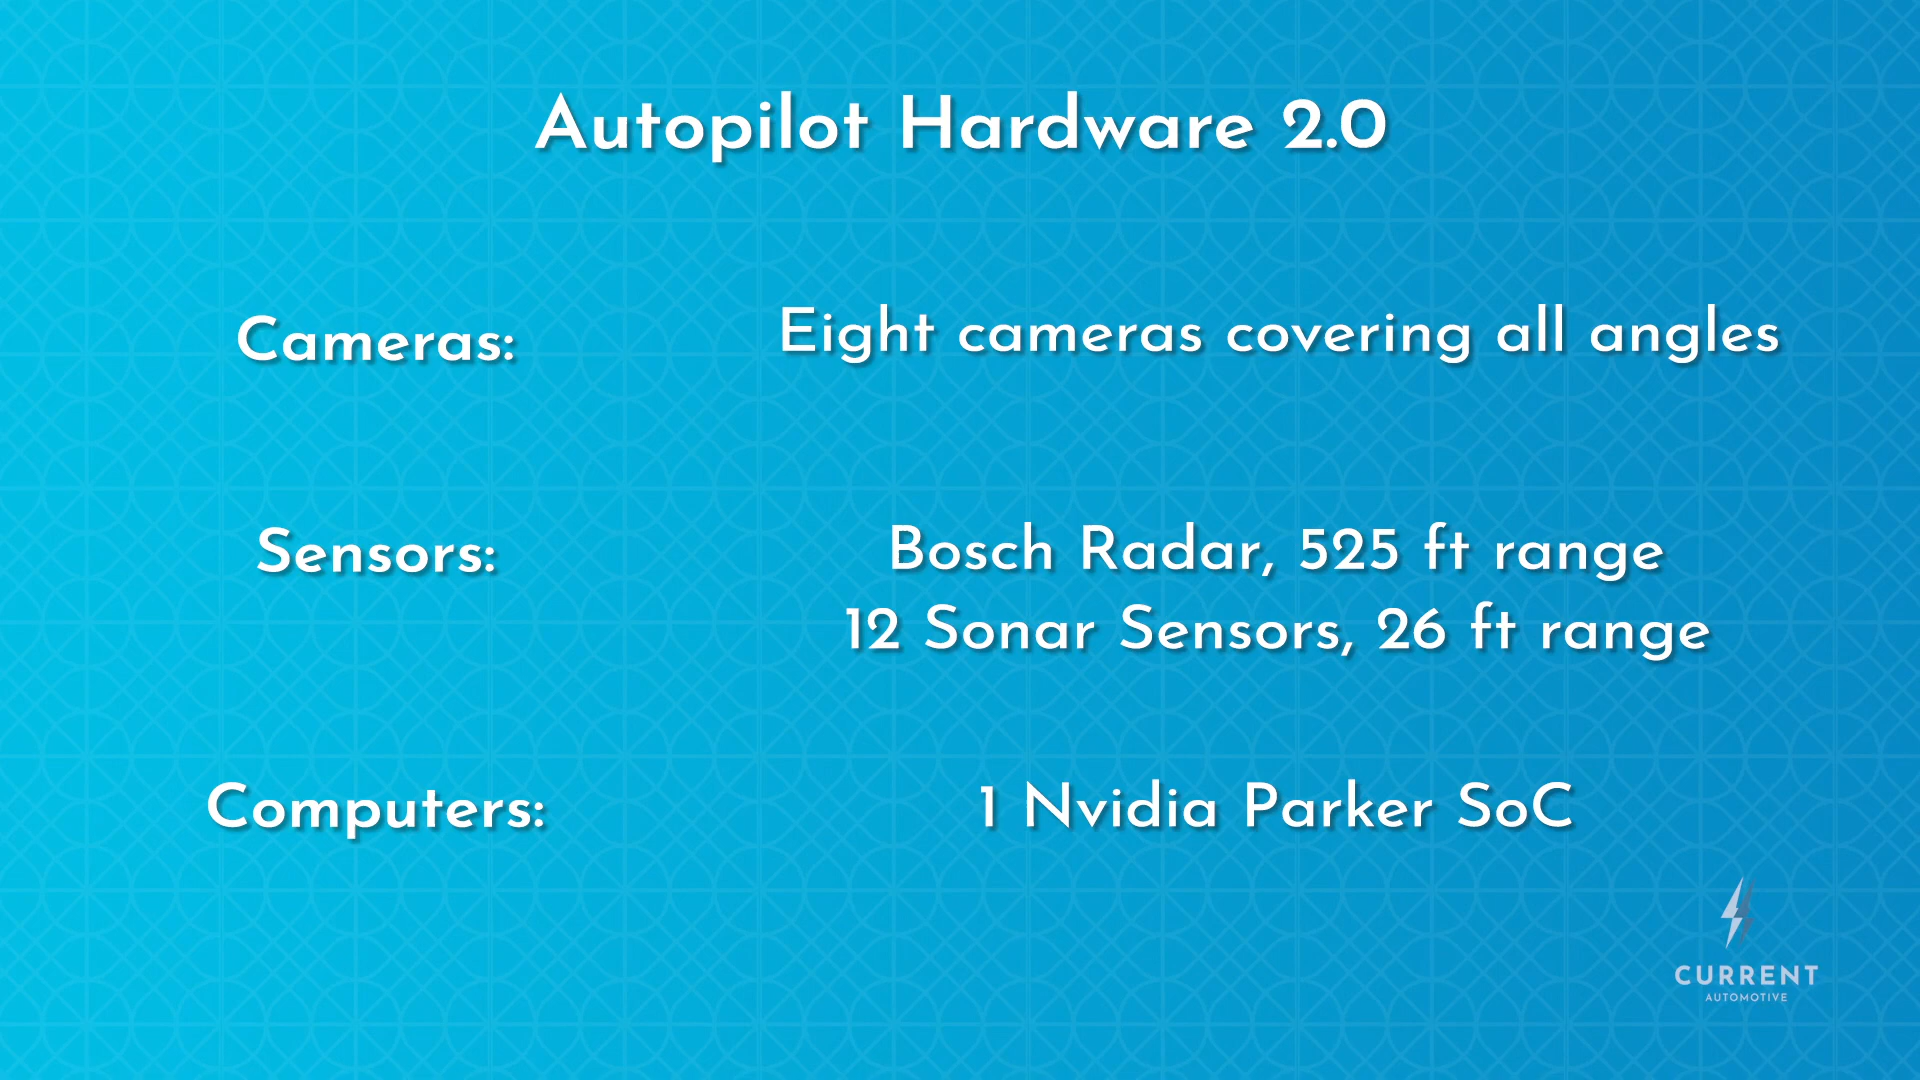 Autopilot Hardware 2.0
Cameras:
Eight cameras covering all angles
Sensors:
Bosch Radar, 525 ft range
12 Sonar Sensors, 26 ft range
Computers:
1 Nvidia Parker SoC
CURRENT
AUTOMOTIVE